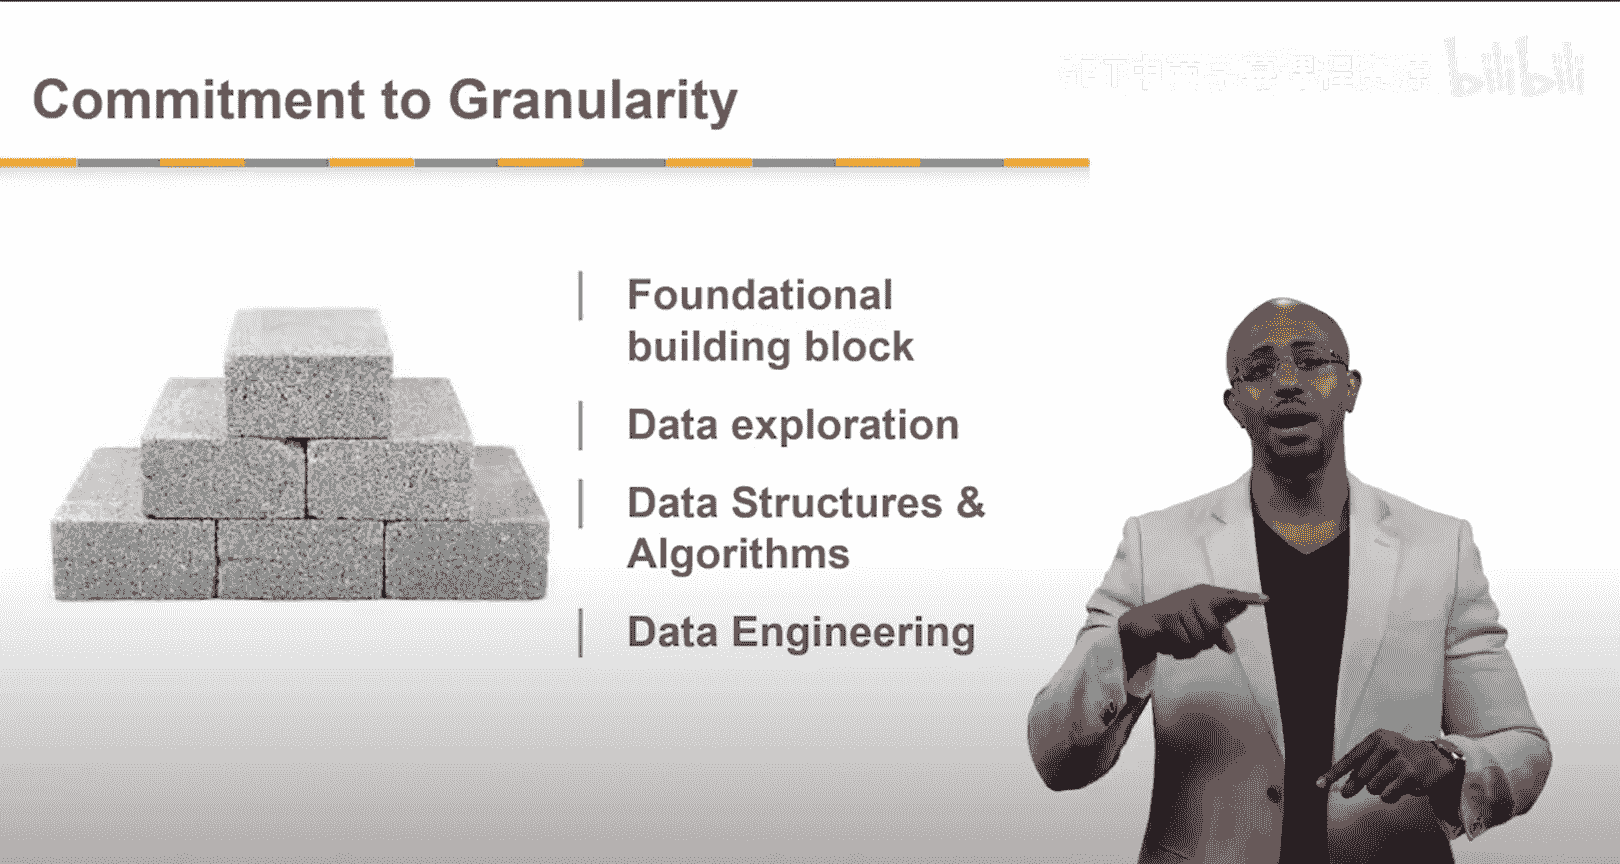 bilibili
Commitment to Granularity
Foundational
building block
Data exploration
Data Structures &
Algorithms
Data Engineering